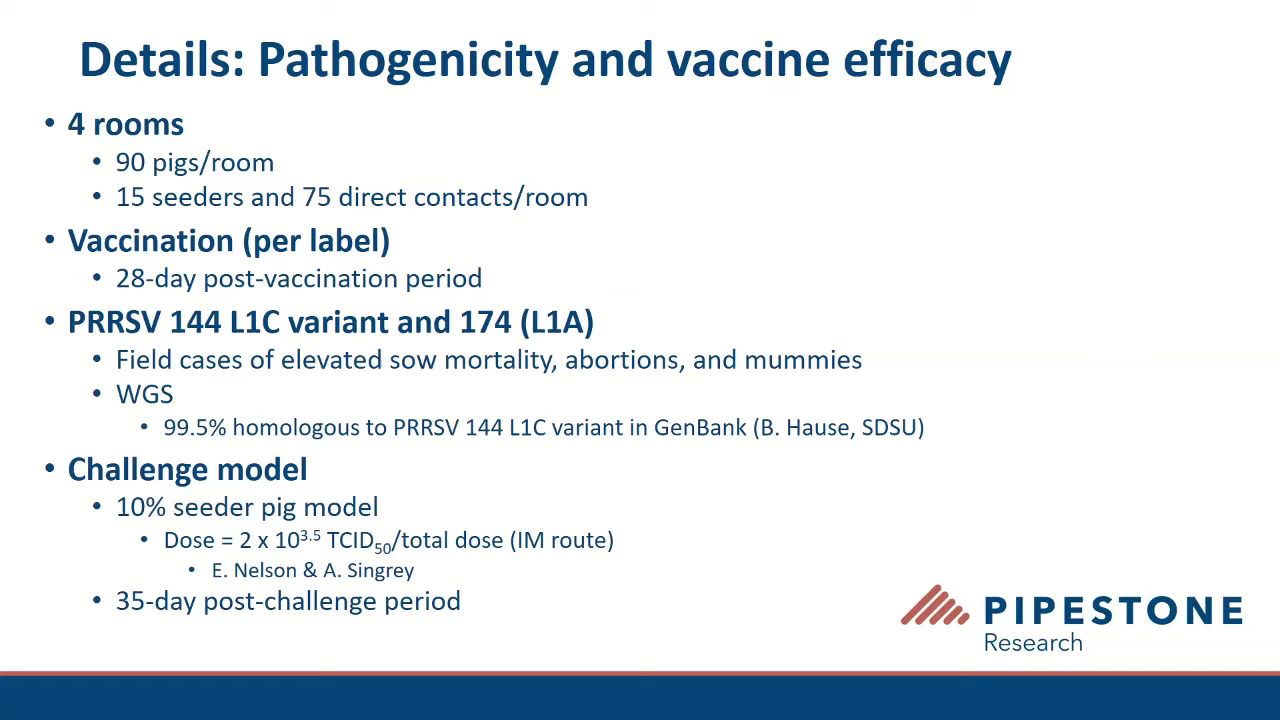 Details: Pathogenicity and vaccine efficacy
• 4 rooms
• 90 pigs/room
• 15 seeders and 75 direct contacts/room
• Vaccination (per label)
• 28-day post-vaccination period
• PRRSV 144 L1C variant and 174 (L1A)
• Field cases of elevated sow mortality, abortions, and mummies
• WGS
• 99.5% homologous to PRRSV 144 L1C variant in GenBank (B. Hause, SDSU)
• Challenge model
• 10% seeder pig model
• Dose = 2 x 10³·⁵ TCID₅₀/total dose (IM route)
• E. Nelson & A. Singrey
• 35-day post-challenge period
PIPESTONE
Research